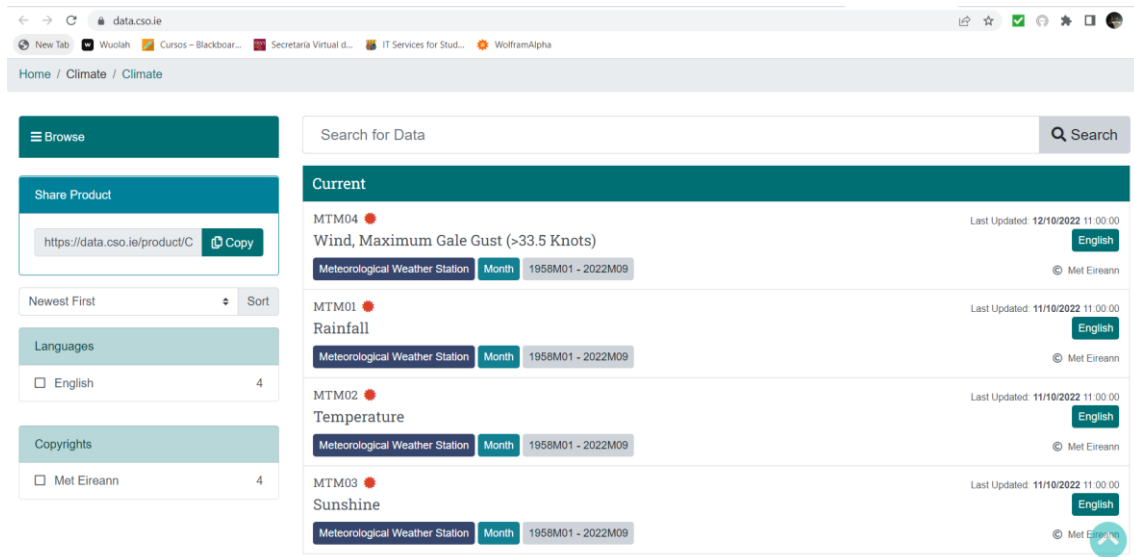 data.cso.ie
New Tab Wuolah Cursos – Blackboar... Secretaría Virtual d... IT Services for Stud... WolframAlpha
Home / Climate / Climate
Browse
Share Product
https://data.cso.ie/product/C Copy
Newest First Sort
Languages
English 4
Copyrights
Met Eireann 4
Search for Data Search
Current
MTM04 Last Updated: 12/10/2022 11:00:00
Wind, Maximum Gale Gust (>33.5 Knots) English
Meteorological Weather Station Month 1958M01 - 2022M09 © Met Eireann
MTM01 Last Updated: 11/10/2022 11:00:00
Rainfall English
Meteorological Weather Station Month 1958M01 - 2022M09 © Met Eireann
MTM02 Last Updated: 11/10/2022 11:00:00
Temperature English
Meteorological Weather Station Month 1958M01 - 2022M09 © Met Eireann
MTM03 Last Updated: 11/10/2022 11:00:00
Sunshine English
Meteorological Weather Station Month 1958M01 - 2022M09 © Met Eireann